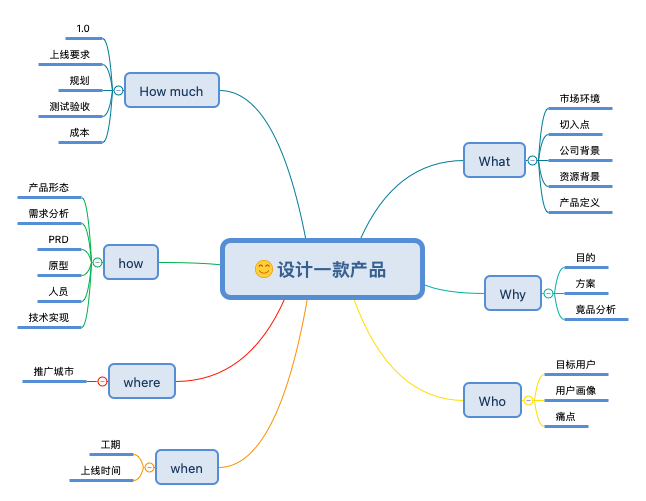 设计一款产品
What
市场环境
切入点
公司背景
资源背景
产品定义
Why
目的
方案
竟品分析
Who
目标用户
用户画像
痛点
when
工期
上线时间
where
推广城市
how
产品形态
需求分析
PRD
原型
人员
技术实现
How much
1.0
上线要求
规划
测试验收
成本